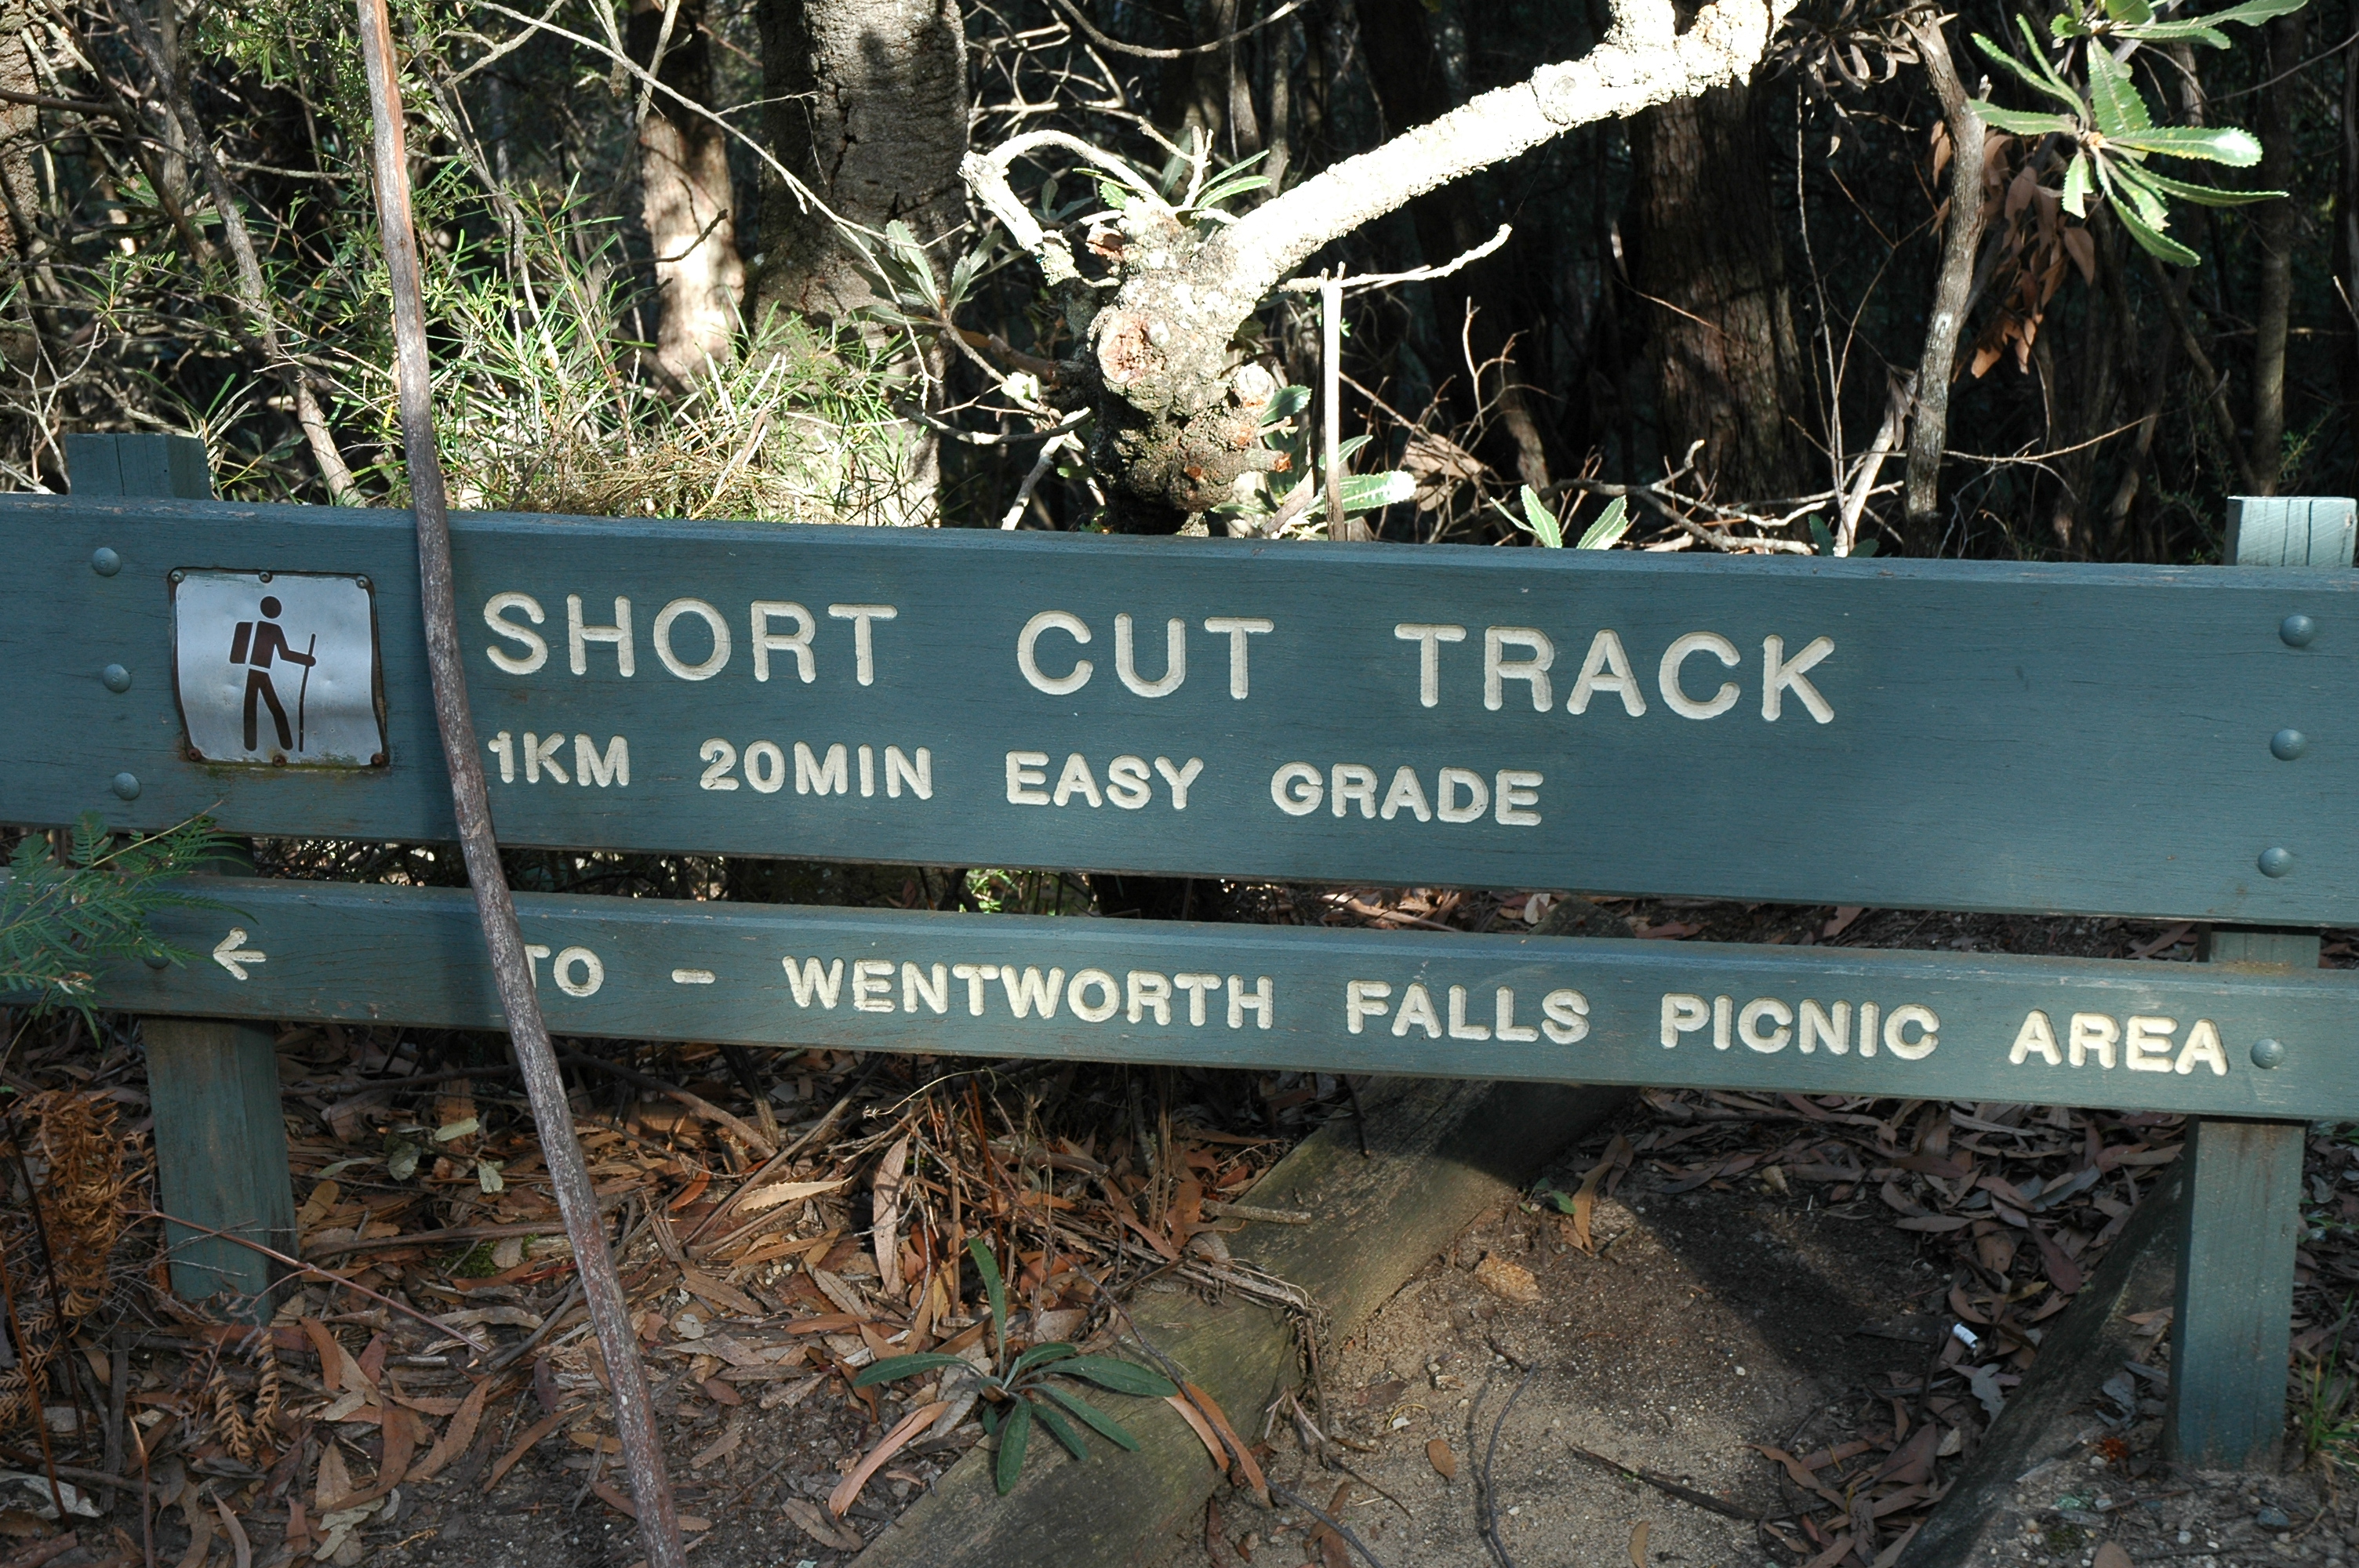 SHORT CUT TRACK
1KM 20MIN EASY GRADE
← TO - WENTWORTH FALLS PICNIC AREA